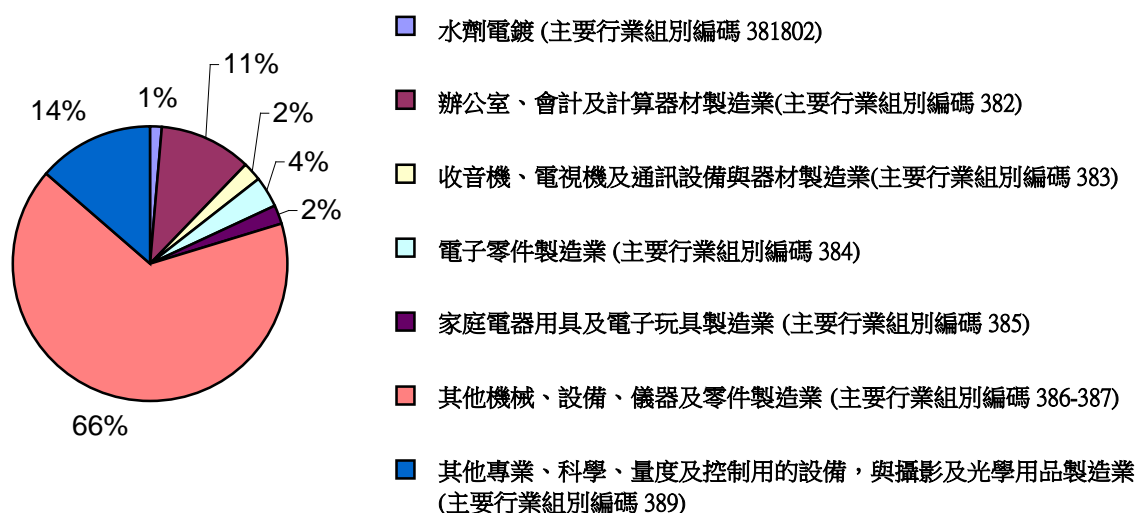 1%
11%
2%
4%
2%
66%
14%
水劑電鍍 (主要行業組別編碼 381802)
辦公室、會計及計算器材製造業(主要行業組別編碼 382)
收音機、電視機及通訊設備與器材製造業(主要行業組別編碼 383)
電子零件製造業 (主要行業組別編碼 384)
家庭電器用具及電子玩具製造業 (主要行業組別編碼 385)
其他機械、設備、儀器及零件製造業 (主要行業組別編碼 386-387)
其他專業、科學、量度及控制用的設備，與攝影及光學用品製造業
(主要行業組別編碼 389)